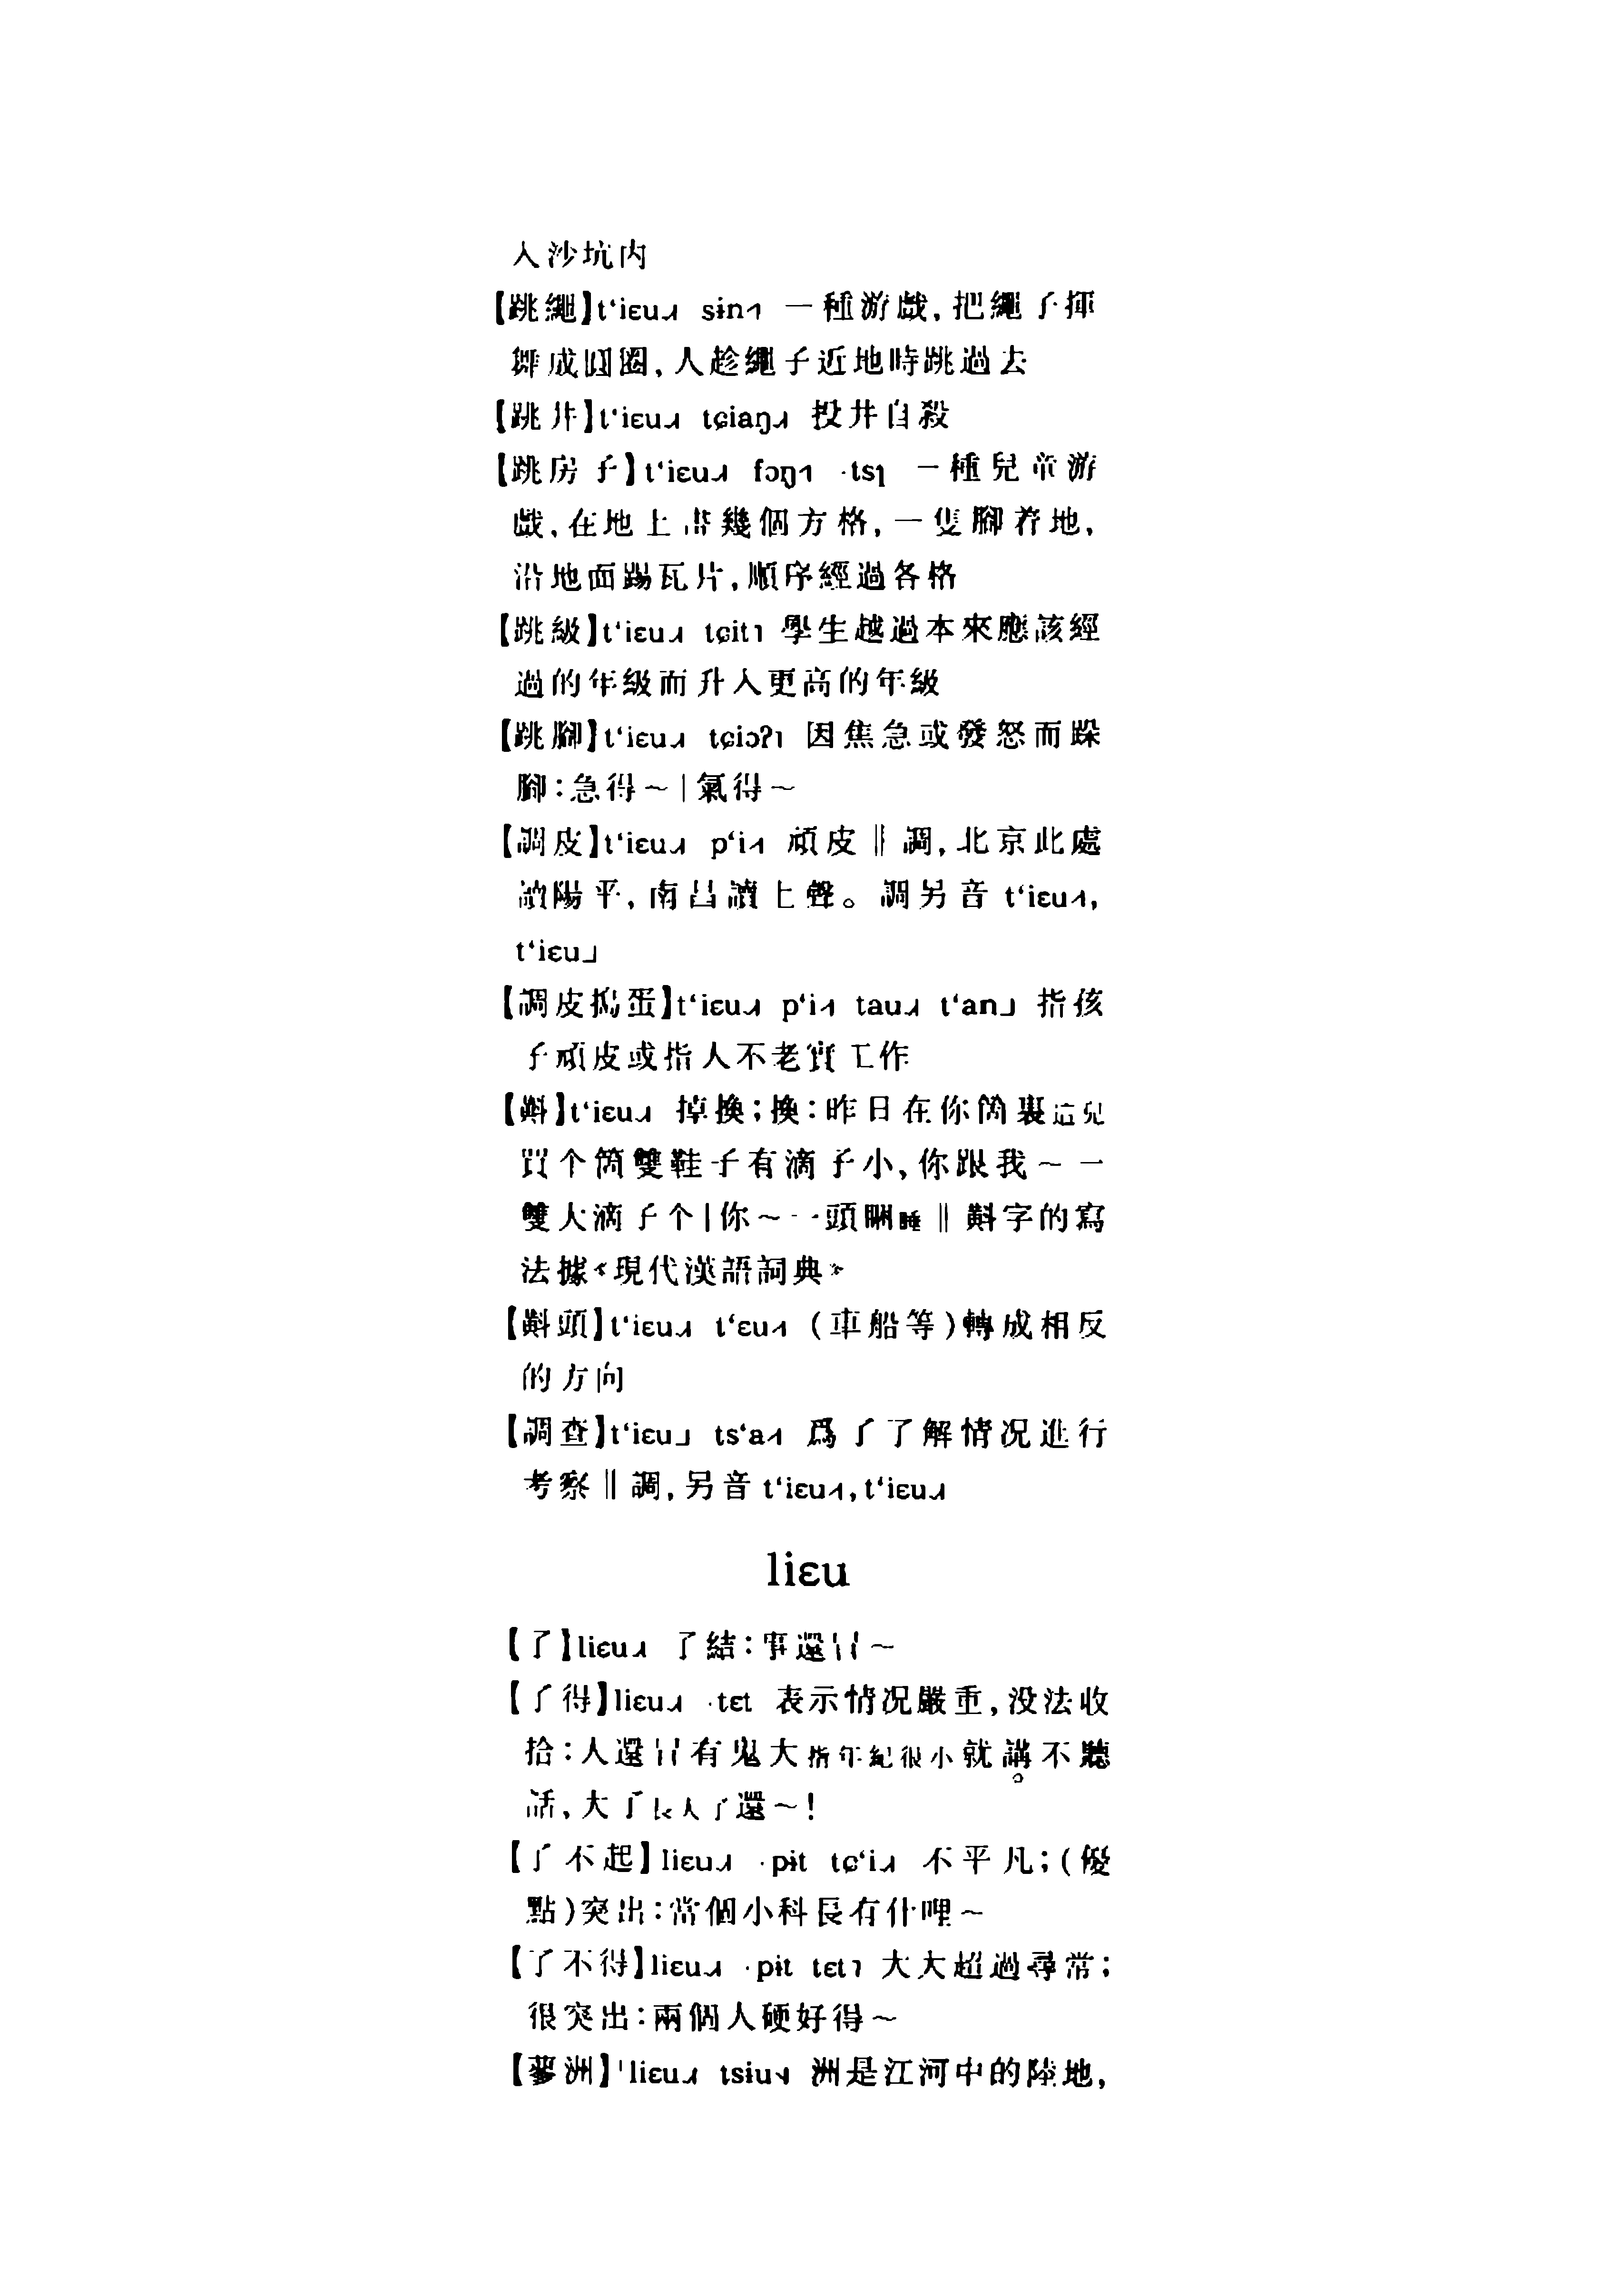 入沙坑内
【跳繩】t‘iɛu˩˧ sin˧˥ 一種游戲,把繩子揮
舞成圓圈,人趁繩子近地時跳過去
【跳井】t‘iɛu˩˧ tɕiaŋ˩˧ 投井自殺
【跳房子】t‘iɛu˩˧ fɔŋ˧˥ ·tsɿ 一種兒童游
戲,在地上畫幾個方格,一隻腳着地,
沿地面踢瓦片,順序經過各格
【跳級】t‘iɛu˩˧ tɕit˥ 學生越過本來應該經
過的年級而升入更高的年級
【跳腳】t‘iɛu˩˧ tɕiɔʔ˥ 因焦急或發怒而跺
腳:急得～|氣得～
【調皮】t‘iɛu˩˧ p‘i˧˥ 頑皮‖調,北京此處
讀陽平,南昌讀上聲。調另音 t‘iɛu˧˥,
t‘iɛu˩
【調皮搗蛋】t‘iɛu˩˧ p‘i˧˥ tau˩˧ t‘an˩ 指孩
子頑皮或指人不老實工作
【斢】t‘iɛu˩˧ 掉換;換:昨日在你箇裏這兒
買个箇雙鞋子有滴子小,你跟我～一
雙大滴子个|你～一頭睏睡‖斢字的寫
法據《現代漢語詞典》
【斢頭】t‘iɛu˩˧ t‘ɛu˧˥ (車船等)轉成相反
的方向
【調查】t‘iɛu˩ ts‘a˧˥ 爲了了解情况進行
考察‖調,另音 t‘iɛu˧˥,t‘iɛu˩˧
liɛu
【了】liɛu˩˧ 了結:事還冒～
【了得】liɛu˩˧ ·tɛt 表示情况嚴重,没法收
拾:人還冒有鬼大指年紀很小就講不聽
話,大了長大了還～!
【了不起】liɛu˩˧ ·pɨt tɕ‘i˩˧ 不平凡;(優
點)突出:當個小科長有什哩～
【了不得】liɛu˩˧ ·pɨt tɛt˥ 大大超過尋常;
很突出:兩個人硬好得～
【蓼洲】ˈliɛu˩˧ tsɨu˦˨ 洲是江河中的陸地,